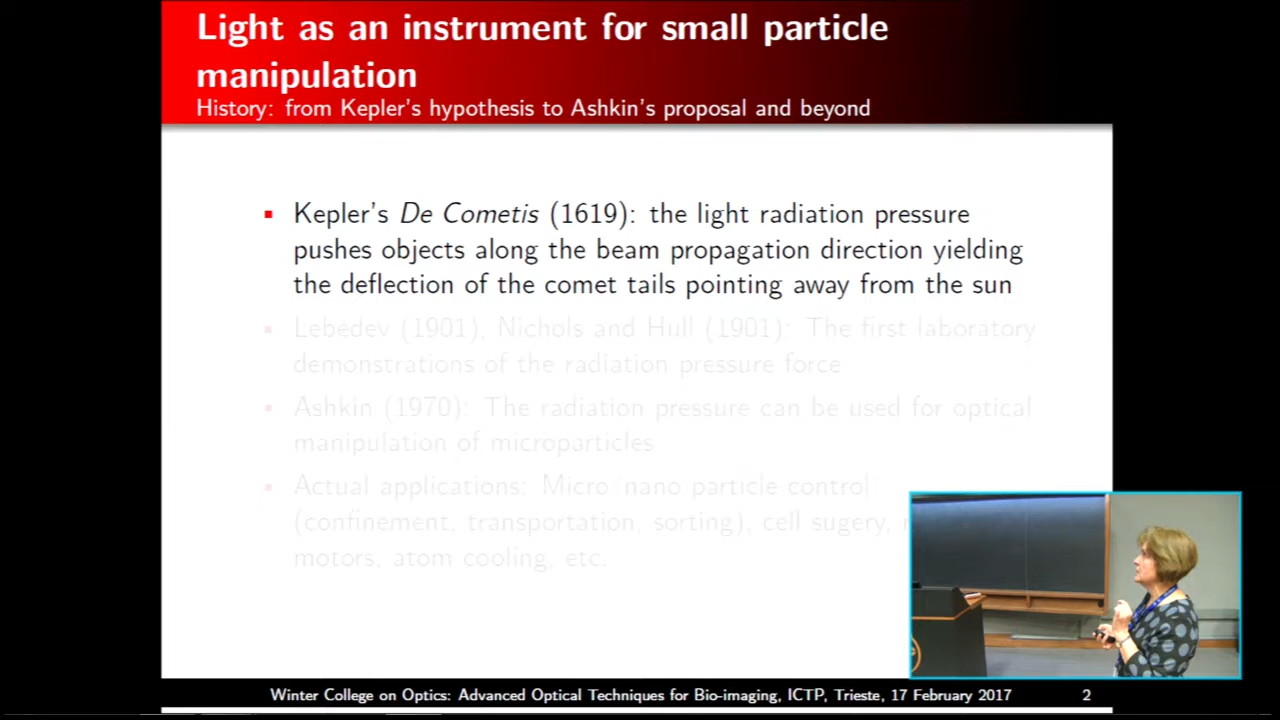 Light as an instrument for small particle
manipulation
History: from Kepler's hypothesis to Ashkin's proposal and beyond
Kepler's De Cometis (1619): the light radiation pressure
pushes objects along the beam propagation direction yielding
the deflection of the comet tails pointing away from the sun
Lebedev (1901), Nichols and Hull (1901): The first laboratory
demonstrations of the radiation pressure force
Ashkin (1970): The radiation pressure can be used for optical
manipulation of microparticles
Actual applications: Micro nano particle control
(confinement, transportation, sorting), cell sugery,
motors, atom cooling, etc.
Winter College on Optics: Advanced Optical Techniques for Bio-imaging, ICTP, Trieste, 17 February 2017 2